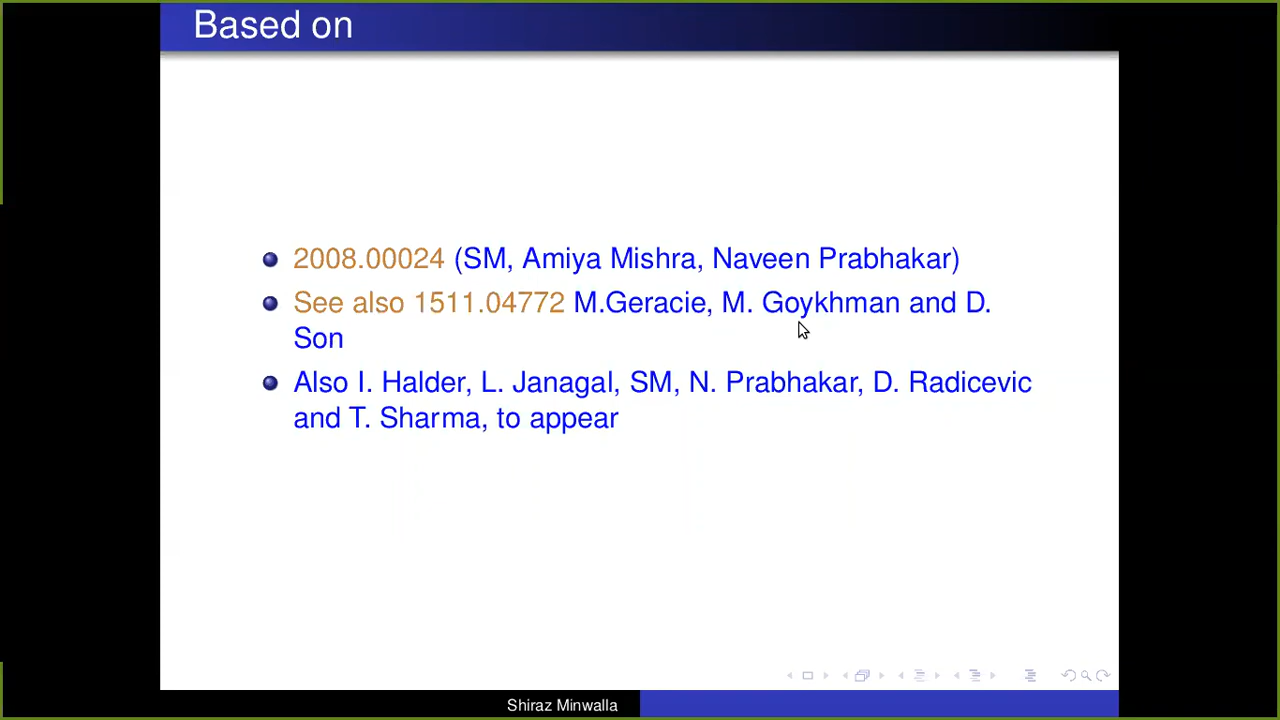 Based on
2008.00024 (SM, Amiya Mishra, Naveen Prabhakar)
See also 1511.04772 M.Geracie, M. Goykhman and D.
Son
Also I. Halder, L. Janagal, SM, N. Prabhakar, D. Radicevic
and T. Sharma, to appear
Shiraz Minwalla